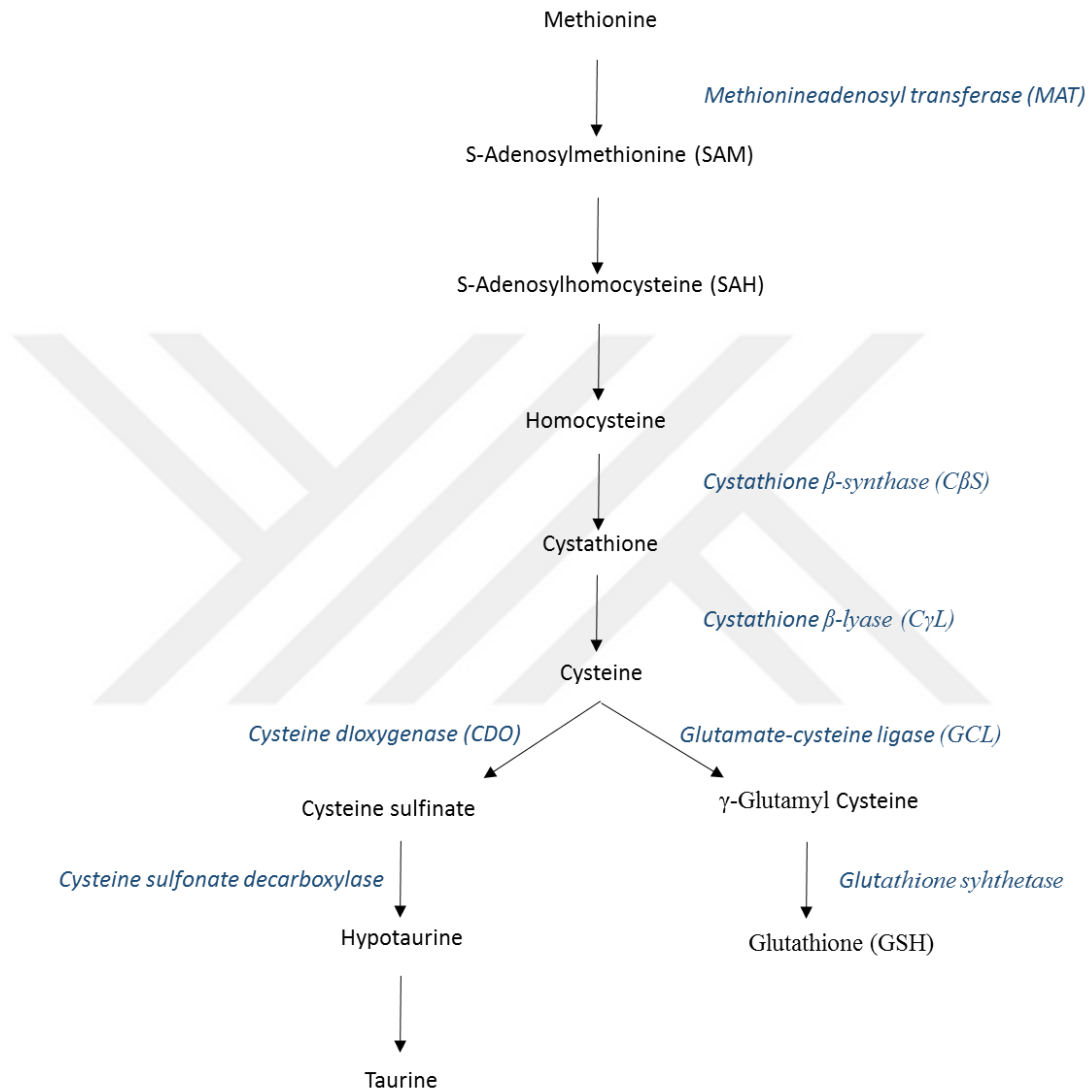 Methionine
Methionineadenosyl transferase (MAT)
S-Adenosylmethionine (SAM)
S-Adenosylhomocysteine (SAH)
Homocysteine
Cystathione β-synthase (CβS)
Cystathione
Cystathione β-lyase (CγL)
Cysteine
Cysteine dIoxygenase (CDO)
Glutamate-cysteine ligase (GCL)
Cysteine sulfinate
γ-Glutamyl Cysteine
Cysteine sulfonate decarboxylase
Glutathione syhthetase
Hypotaurine
Glutathione (GSH)
Taurine